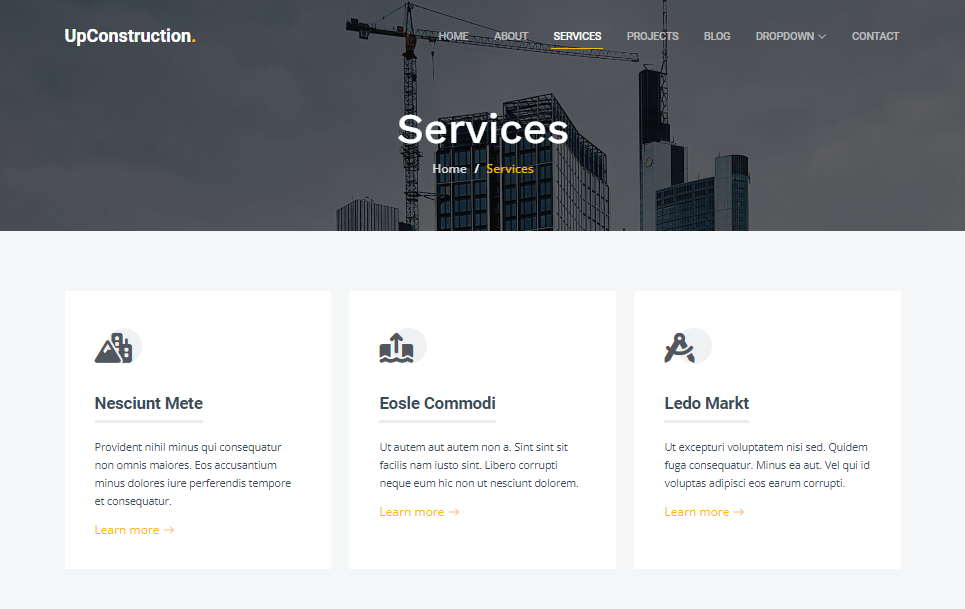 UpConstruction.
HOME ABOUT SERVICES PROJECTS BLOG DROPDOWN CONTACT
Services
Home / Services
Nesciunt Mete
Provident nihil minus qui consequatur
non omnis maiores. Eos accusantium
minus dolores iure perferendis tempore
et consequatur.
Learn more →
Eosle Commodi
Ut autem aut autem non a. Sint sint sit
facilis nam iusto sint. Libero corrupti
neque eum hic non ut nesciunt dolorem.
Learn more →
Ledo Markt
Ut excepturi voluptatem nisi sed. Quidem
fuga consequatur. Minus ea aut. Vel qui id
voluptas adipisci eos earum corrupti.
Learn more →